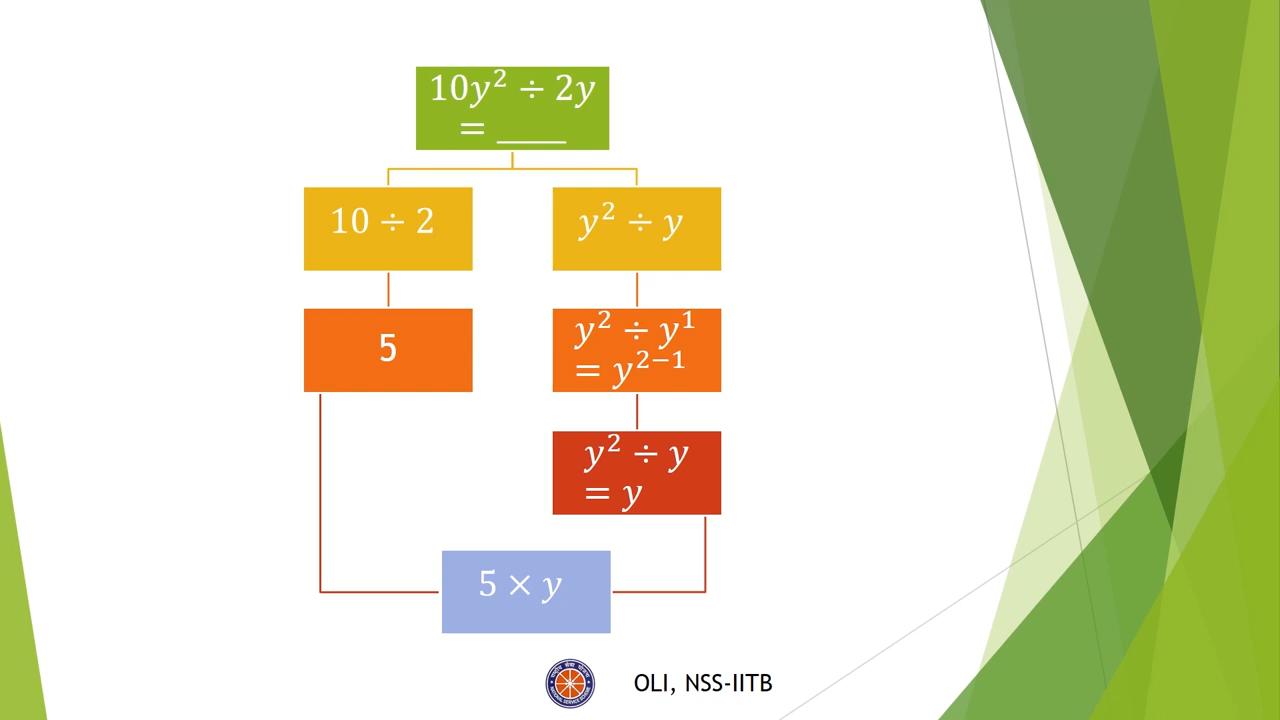 10y² ÷ 2y
= ____
10 ÷ 2
y² ÷ y
5
y² ÷ y¹
= y²⁻¹
y² ÷ y
= y
5 × y
OLI, NSS-IITB